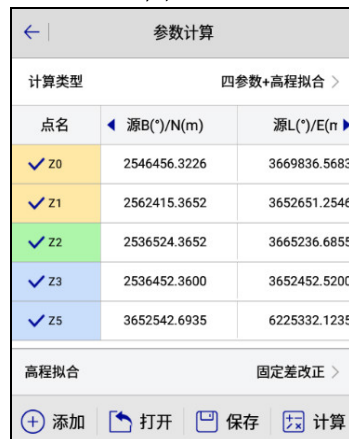 参数计算
计算类型 四参数+高程拟合
点名 源B(°)/N(m) 源L(°)/E(m
Z0 2546456.3226 3669836.5683
Z1 2562415.3652 3652651.2546
Z2 2536524.3652 3665236.6855
Z3 2536452.3600 3652452.5200
Z5 3652542.6935 6225332.1235
高程拟合 固定差改正
添加 打开 保存 计算